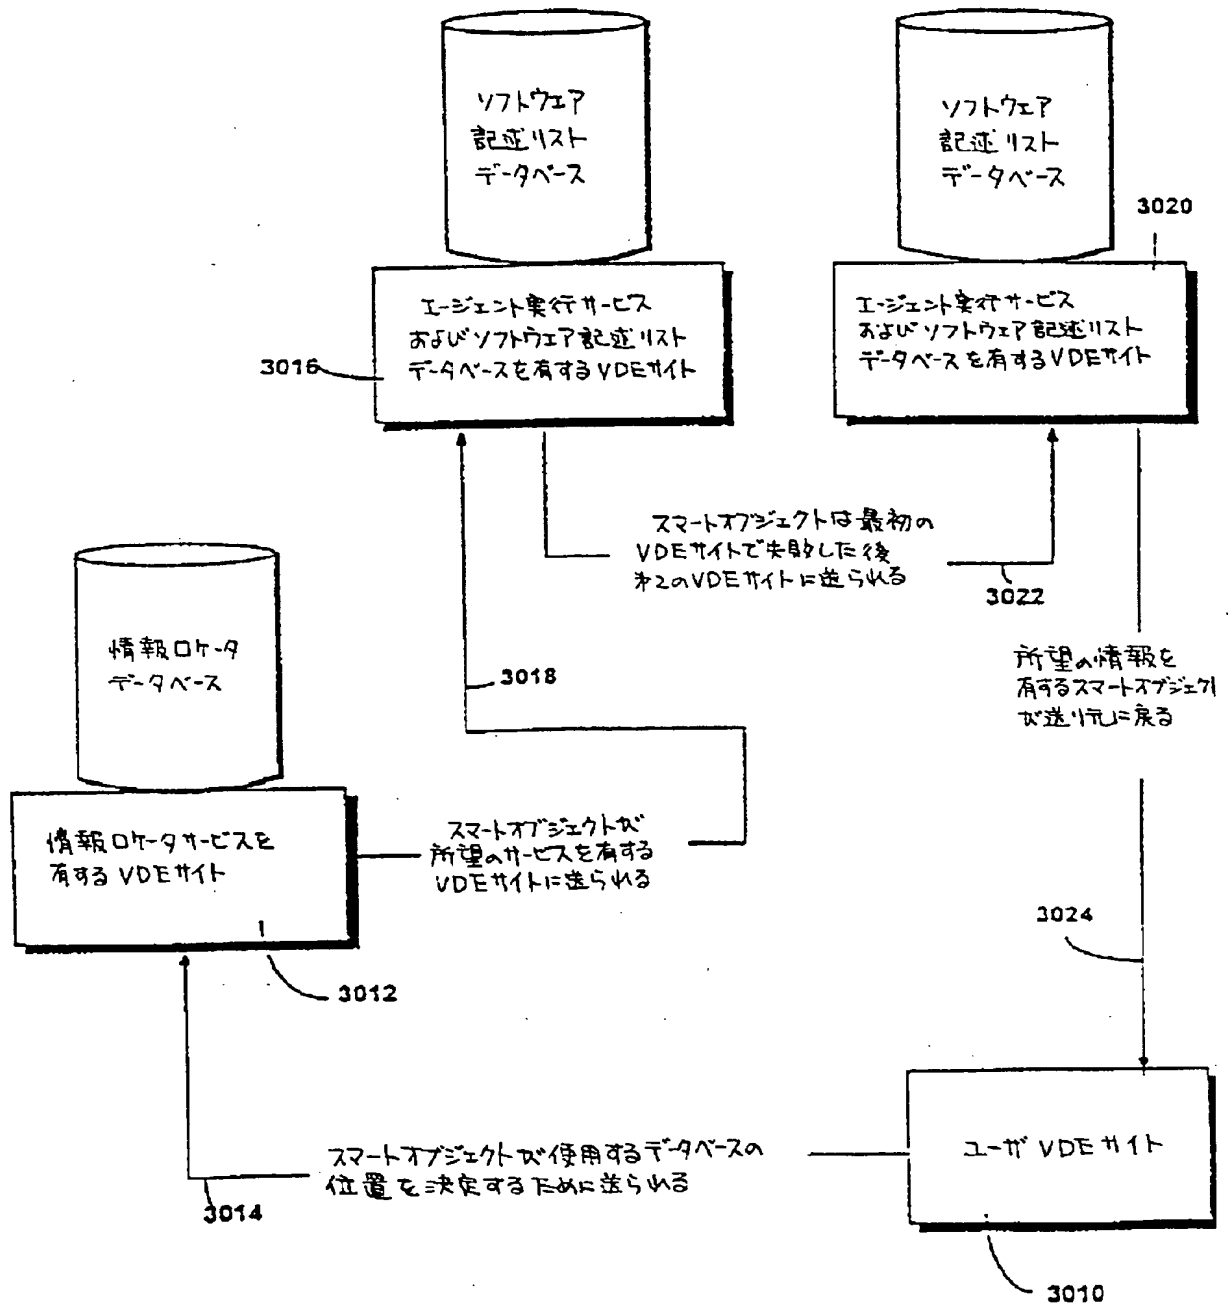 ソフトウェア
記述リスト
データベース
ソフトウェア
記述リスト
データベース
3020
エージェント実行サービス
およびソフトウェア記述リスト
データベースを有するVDEサイト
3016
エージェント実行サービス
およびソフトウェア記述リスト
データベースを有するVDEサイト
スマートオブジェクトは最初の
VDEサイトで失敗した後
第2のVDEサイトに送られる
3022
情報ロケータ
データベース
3018
所望の情報を
有するスマートオブジェクト
が送り元に戻る
情報ロケータサービスを
有するVDEサイト
スマートオブジェクトが
所望のサービスを有する
VDEサイトに送られる
3012
3024
ユーザVDEサイト
スマートオブジェクトが使用するデータベースの
位置を決定するために送られる
3014
3010